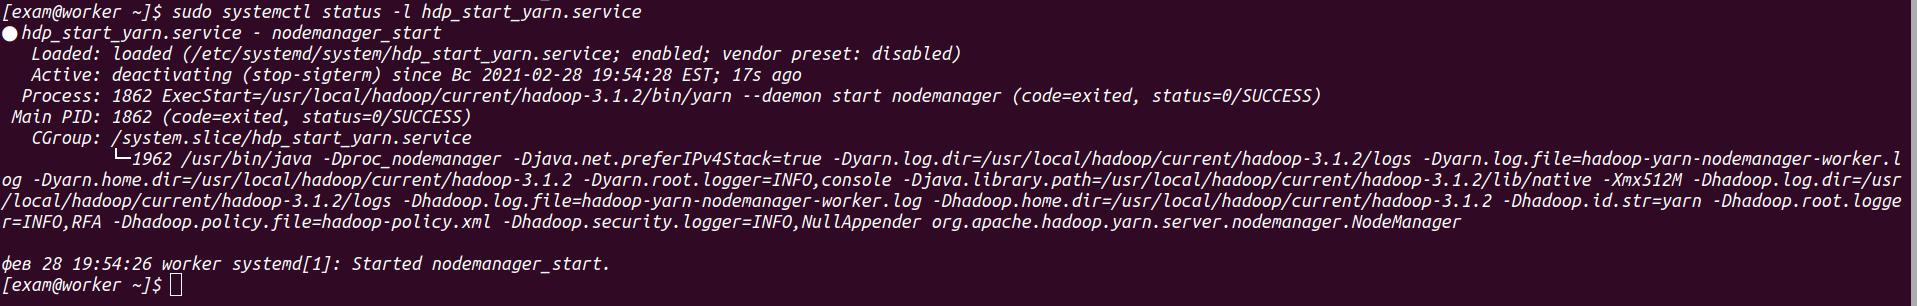 [exam@worker ~]$ sudo systemctl status -l hdp_start_yarn.service
● hdp_start_yarn.service - nodemanager_start
   Loaded: loaded (/etc/systemd/system/hdp_start_yarn.service; enabled; vendor preset: disabled)
   Active: deactivating (stop-sigterm) since Вс 2021-02-28 19:54:28 EST; 17s ago
  Process: 1862 ExecStart=/usr/local/hadoop/current/hadoop-3.1.2/bin/yarn --daemon start nodemanager (code=exited, status=0/SUCCESS)
 Main PID: 1862 (code=exited, status=0/SUCCESS)
   CGroup: /system.slice/hdp_start_yarn.service
           └─1962 /usr/bin/java -Dproc_nodemanager -Djava.net.preferIPv4Stack=true -Dyarn.log.dir=/usr/local/hadoop/current/hadoop-3.1.2/logs -Dyarn.log.file=hadoop-yarn-nodemanager-worker.l
og -Dyarn.home.dir=/usr/local/hadoop/current/hadoop-3.1.2 -Dyarn.root.logger=INFO,console -Djava.library.path=/usr/local/hadoop/current/hadoop-3.1.2/lib/native -Xmx512M -Dhadoop.log.dir=/usr
/local/hadoop/current/hadoop-3.1.2/logs -Dhadoop.log.file=hadoop-yarn-nodemanager-worker.log -Dhadoop.home.dir=/usr/local/hadoop/current/hadoop-3.1.2 -Dhadoop.id.str=yarn -Dhadoop.root.logge
r=INFO,RFA -Dhadoop.policy.file=hadoop-policy.xml -Dhadoop.security.logger=INFO,NullAppender org.apache.hadoop.yarn.server.nodemanager.NodeManager
фев 28 19:54:26 worker systemd[1]: Started nodemanager_start.
[exam@worker ~]$